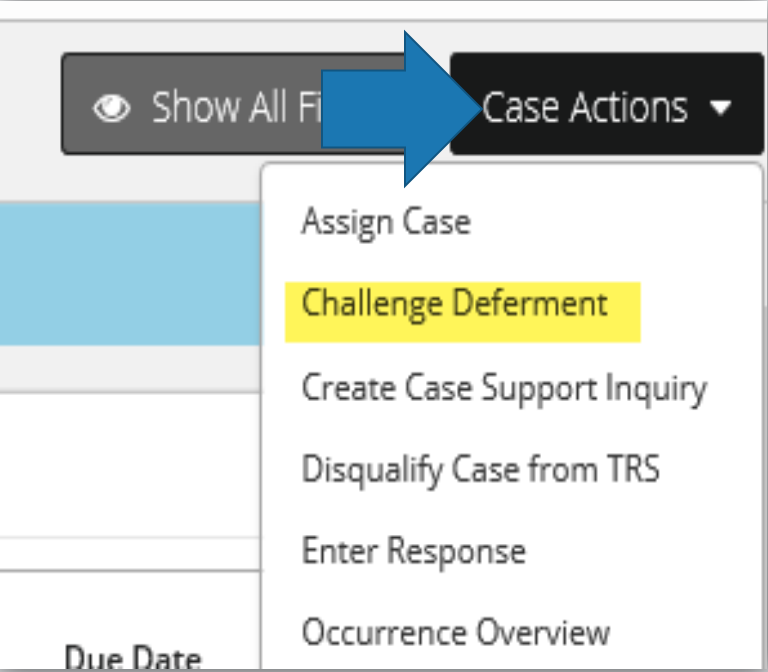 Show All Case Actions
Assign Case
Challenge Deferment
Create Case Support Inquiry
Disqualify Case from TRS
Enter Response
Occurrence Overview
Due Date